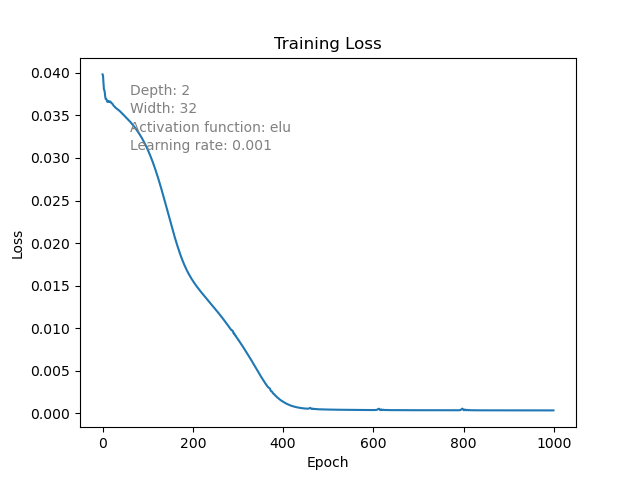 Training Loss
Depth: 2
Width: 32
Activation function: elu
Learning rate: 0.001
0.040
0.035
0.030
0.025
0.020
0.015
0.010
0.005
0.000
Loss
0 200 400 600 800 1000
Epoch